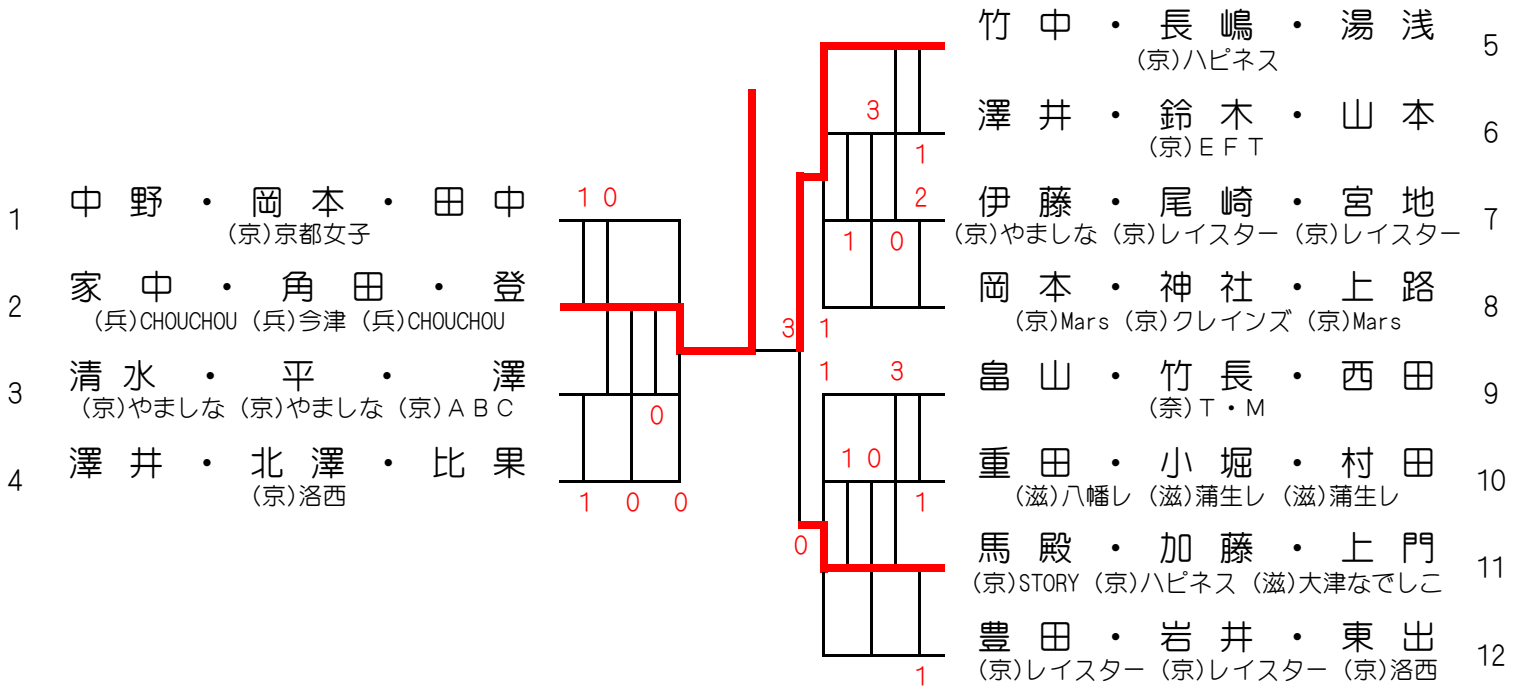 中野・岡本・田中
1
(京)京都女子
1 0
家中・角田・登
2
(兵)CHOUCHOU (兵)今津 (兵)CHOUCHOU
清水・平・澤
3
(京)やましな (京)やましな (京)ABC
0
澤井・北澤・比果
4
(京)洛西
1 0 0
3 1
0
竹中・長嶋・湯浅
5
(京)ハピネス
3
澤井・鈴木・山本
6
(京)EFT
1
2
伊藤・尾崎・宮地
7
(京)やましな (京)レイスター (京)レイスター
1 0
岡本・神社・上路
8
(京)Mars (京)クレインズ (京)Mars
1 3
畠山・竹長・西田
9
(奈)T・M
1 0
重田・小堀・村田
10
(滋)八幡レ (滋)蒲生レ (滋)蒲生レ
1
馬殿・加藤・上門
11
(京)STORY (京)ハピネス (滋)大津なでしこ
豊田・岩井・東出
12
(京)レイスター (京)レイスター (京)洛西
1